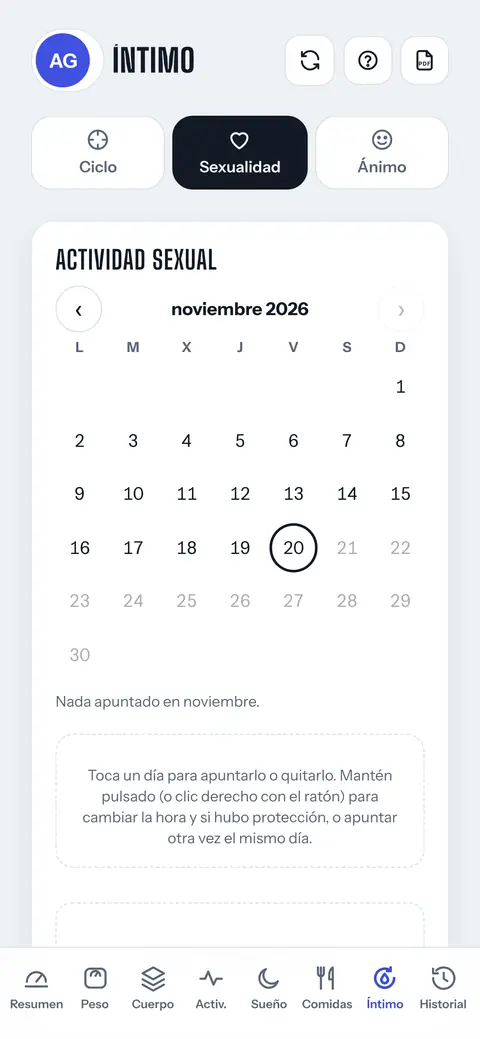 AG
ÍNTIMO
PDF
Ciclo
Sexualidad
Ánimo
ACTIVIDAD SEXUAL
noviembre 2026
L M X J V S D
1
2 3 4 5 6 7 8
9 10 11 12 13 14 15
16 17 18 19 20 21 22
23 24 25 26 27 28 29
30
Nada apuntado en noviembre.
Toca un día para apuntarlo o quitarlo. Mantén
pulsado (o clic derecho con el ratón) para
cambiar la hora y si hubo protección, o apuntar
otra vez el mismo día.
Resumen Peso Cuerpo Activ. Sueño Comidas Íntimo Historial